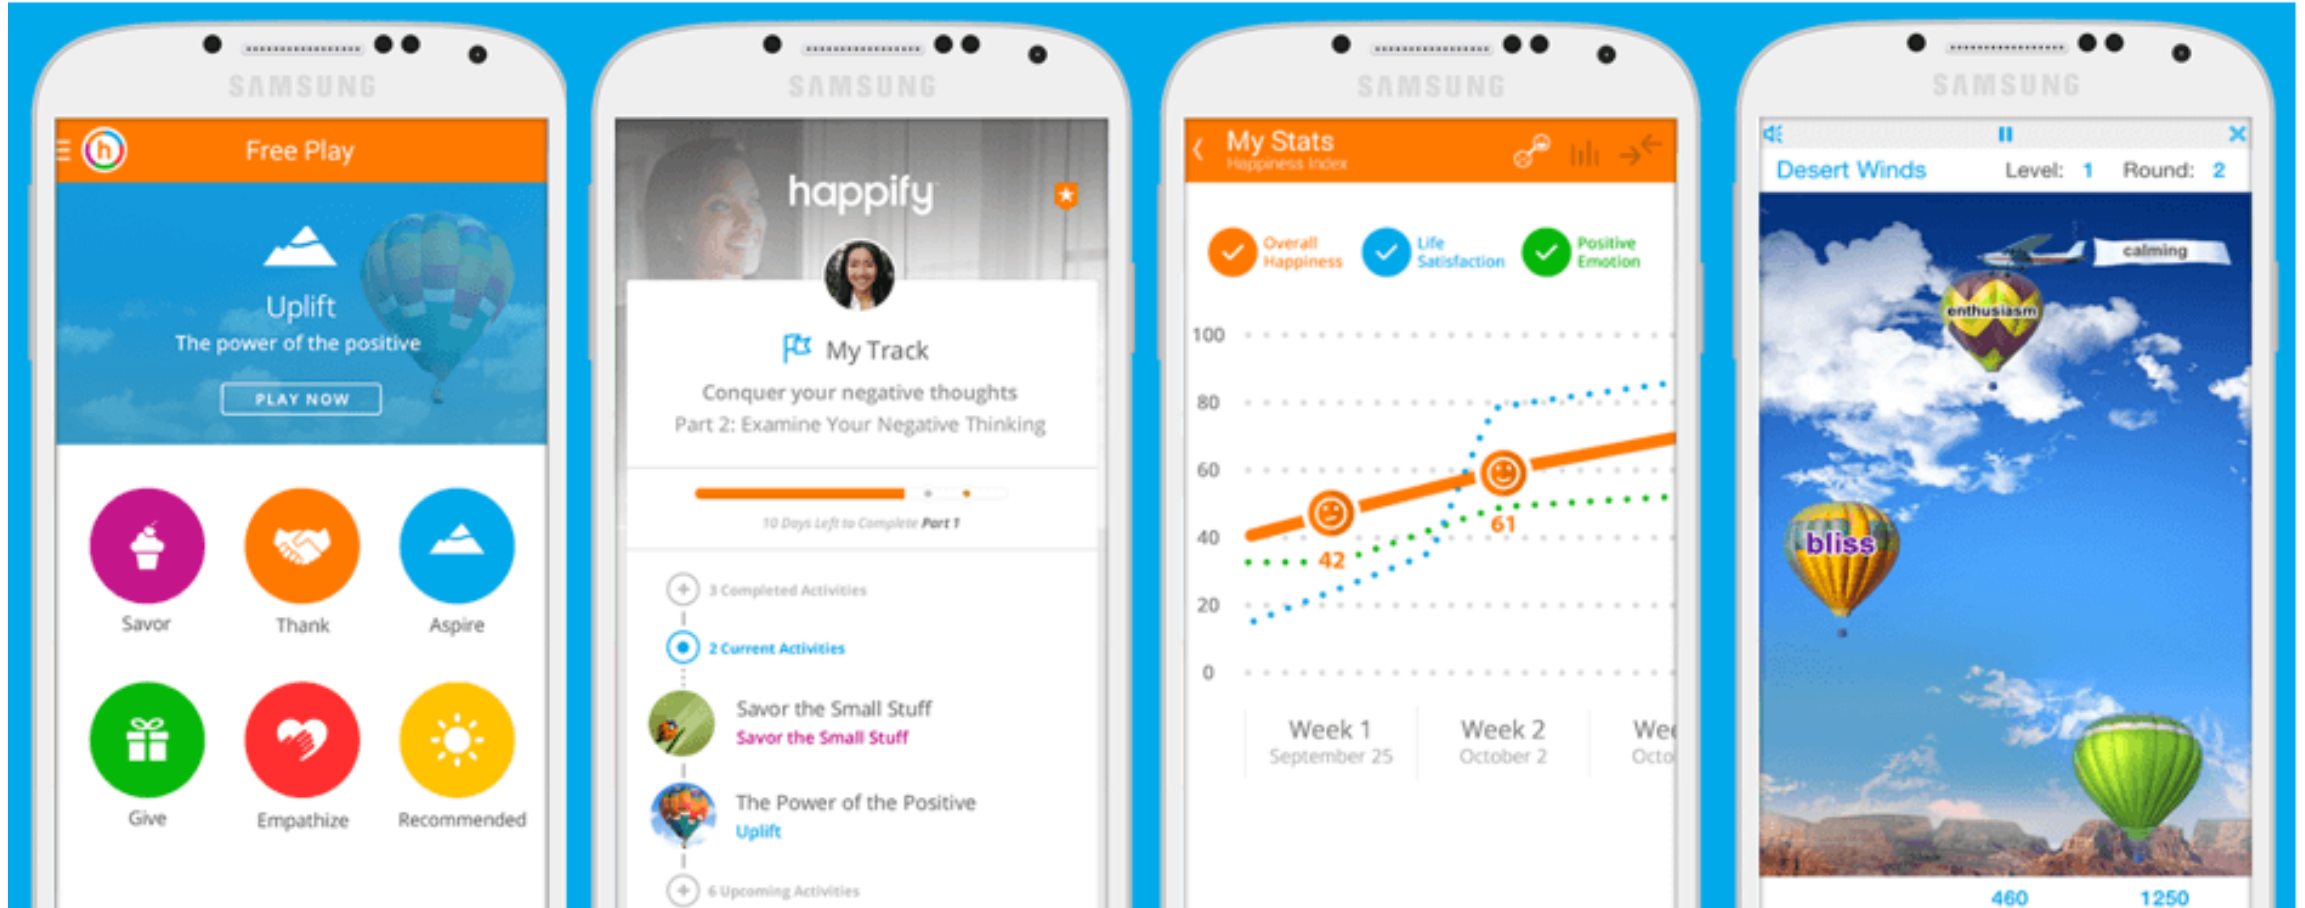 SAMSUNG
h
Free Play
Uplift
The power of the positive
PLAY NOW
Savor
Thank
Aspire
Give
Empathize
Recommended
SAMSUNG
happify
My Track
Conquer your negative thoughts
Part 2: Examine Your Negative Thinking
10 Days Left to Complete Part 1
3 Completed Activities
2 Current Activities
Savor the Small Stuff
Savor the Small Stuff
The Power of the Positive
Uplift
6 Upcoming Activities
SAMSUNG
My Stats
Happiness Index
Overall
Happiness
Life
Satisfaction
Positive
Emotion
100
80
60
40
20
0
42
61
Week 1
September 25
Week 2
October 2
Wee
Octo
SAMSUNG
Desert Winds
Level: 1
Round: 2
calming
enthusiasm
bliss
460
1250